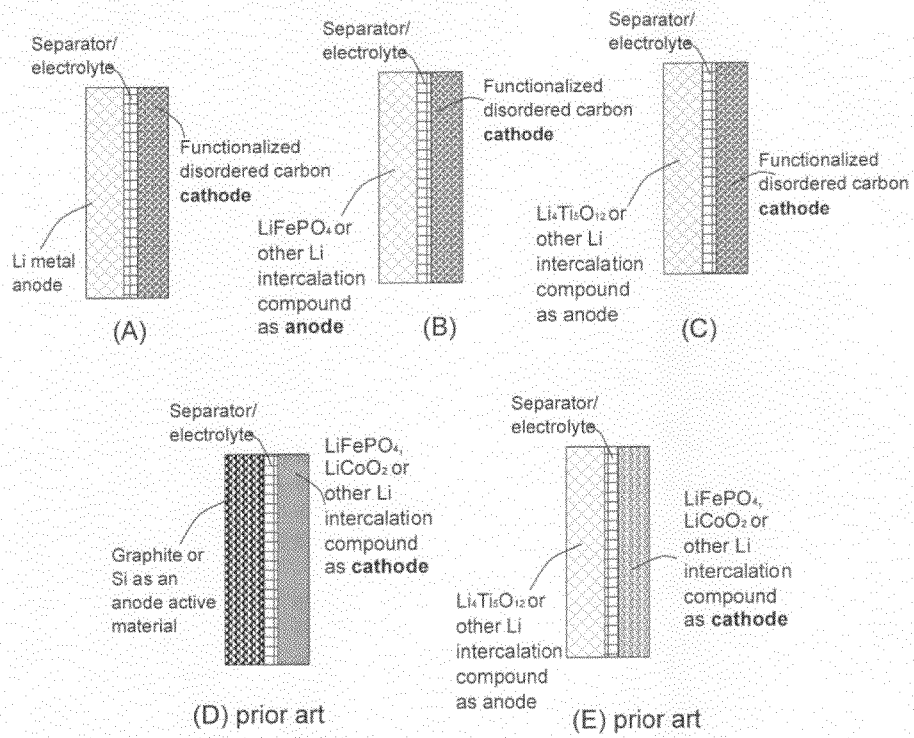 Separator/
electrolyte
Functionalized
disordered carbon
cathode
Li metal
anode
(A)
Separator/
electrolyte
Functionalized
disordered carbon
cathode
LiFePO₄ or
other Li
intercalation
compound
as anode
(B)
Separator/
electrolyte
Functionalized
disordered carbon
cathode
Li₄Ti₅O₁₂ or
other Li
intercalation
compound
as anode
(C)
Separator/
electrolyte
LiFePO₄,
LiCoO₂ or
other Li
intercalation
compound
as cathode
Graphite or
Si as an
anode active
material
(D) prior art
Separator/
electrolyte
LiFePO₄,
LiCoO₂ or
other Li
intercalation
compound
as cathode
Li₄Ti₅O₁₂ or
other Li
intercalation
compound
as anode
(E) prior art